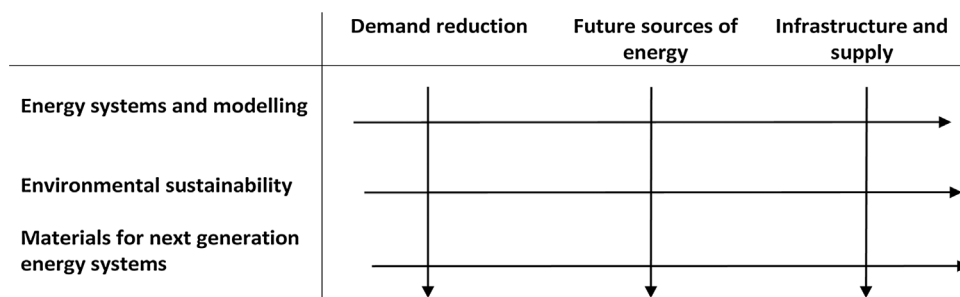 Demand reduction
Future sources of
energy
Infrastructure and
supply
Energy systems and modelling
Environmental sustainability
Materials for next generation
energy systems